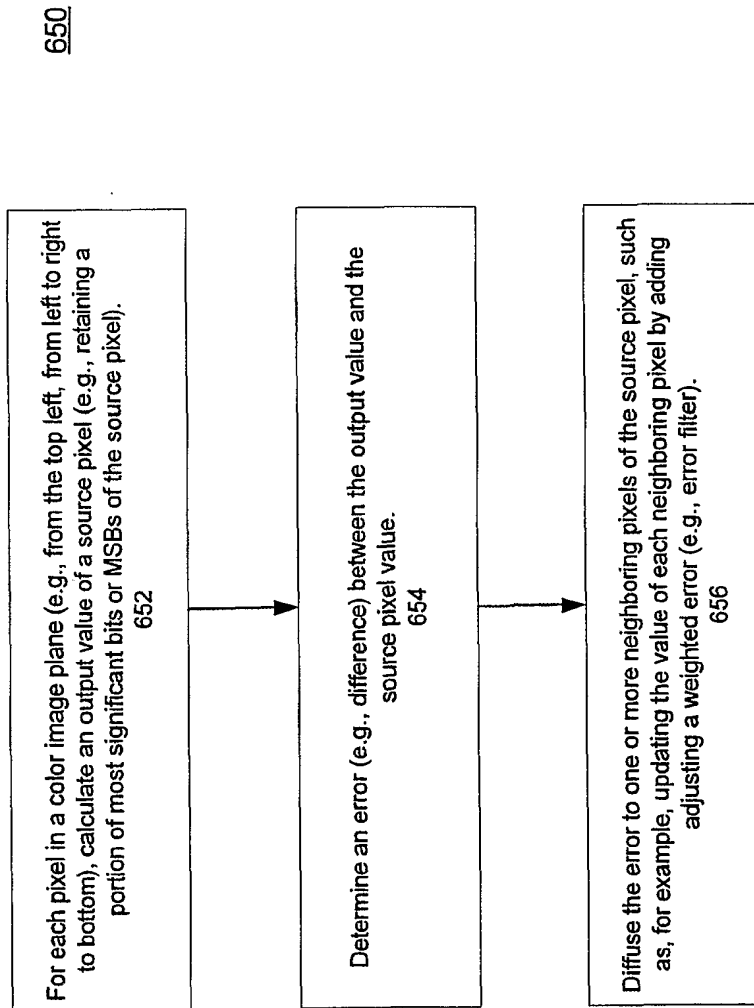 650
For each pixel in a color image plane (e.g., from the top left, from left to right
to bottom), calculate an output value of a source pixel (e.g., retaining a
portion of most significant bits or MSBs of the source pixel).
652
Determine an error (e.g., difference) between the output value and the
source pixel value.
654
Diffuse the error to one or more neighboring pixels of the source pixel, such
as, for example, updating the value of each neighboring pixel by adding
adjusting a weighted error (e.g., error filter).
656